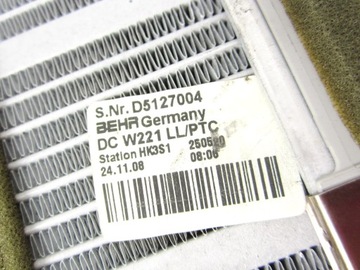 S.Nr. D5127004
BEHR Germany
DC W221 LL/PTC
Station HK3S1 250520
24.11.08 08:06